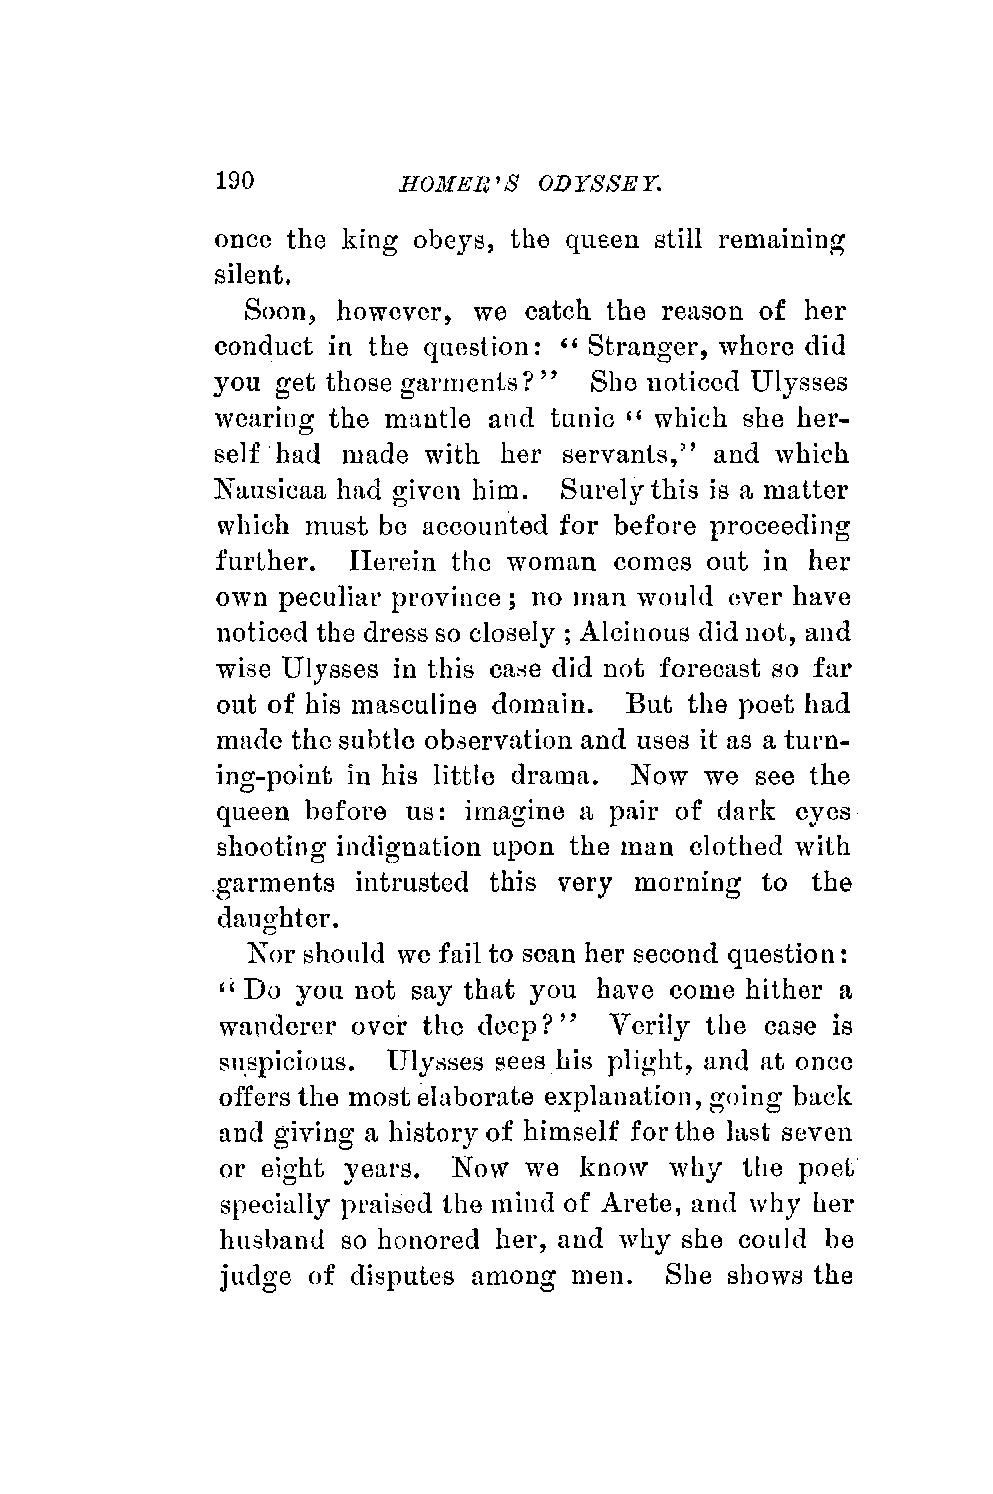 190 HOMER'S ODYSSEY.
once the king obeys, the queen still remaining
silent.
Soon, however, we catch the reason of her
conduct in the question: “Stranger, where did
you get those garments?” She noticed Ulysses
wearing the mantle and tunic “which she her-
self had made with her servants,” and which
Nausicaa had given him. Surely this is a matter
which must be accounted for before proceeding
further. Herein the woman comes out in her
own peculiar province; no man would ever have
noticed the dress so closely; Alcinous did not, and
wise Ulysses in this case did not forecast so far
out of his masculine domain. But the poet had
made the subtle observation and uses it as a turn-
ing-point in his little drama. Now we see the
queen before us: imagine a pair of dark eyes
shooting indignation upon the man clothed with
garments intrusted this very morning to the
daughter.
Nor should we fail to scan her second question:
“Do you not say that you have come hither a
wanderer over the deep?” Verily the case is
suspicious. Ulysses sees his plight, and at once
offers the most elaborate explanation, going back
and giving a history of himself for the last seven
or eight years. Now we know why the poet
specially praised the mind of Arete, and why her
husband so honored her, and why she could be
judge of disputes among men. She shows the